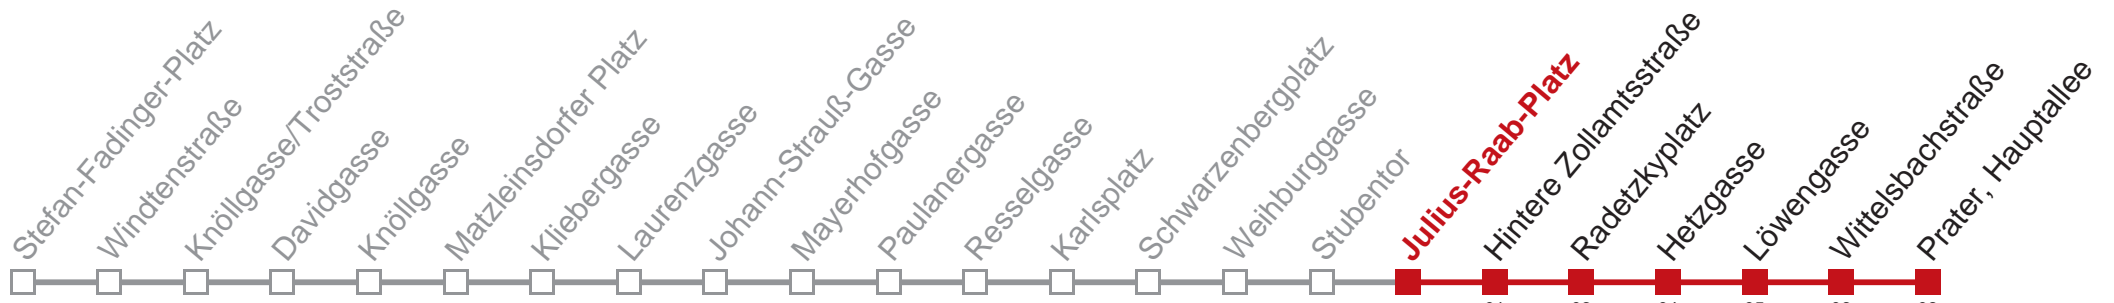 Stefan-Fadinger-Platz
Windtenstraße
Knöllgasse/Troststraße
Davidgasse
Knöllgasse
Matzleinsdorfer Platz
Kliebergasse
Laurenzgasse
Johann-Strauß-Gasse
Mayerhofgasse
Paulanergasse
Resselgasse
Karlsplatz
Schwarzenbergplatz
Weihburggasse
Stubentor
Julius-Raab-Platz
Hintere Zollamtsstraße
Radetzkyplatz
Hetzgasse
Löwengasse
Wittelsbachstraße
Prater, Hauptallee